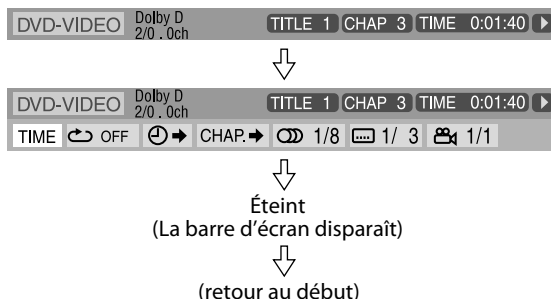 DVD-VIDEO Dolby D 2/0 . 0ch TITLE 1 CHAP 3 TIME 0:01:40
DVD-VIDEO Dolby D 2/0 . 0ch TITLE 1 CHAP 3 TIME 0:01:40
TIME OFF CHAP. 1/8 1/ 3 1/1
Éteint
(La barre d'écran disparaît)
(retour au début)